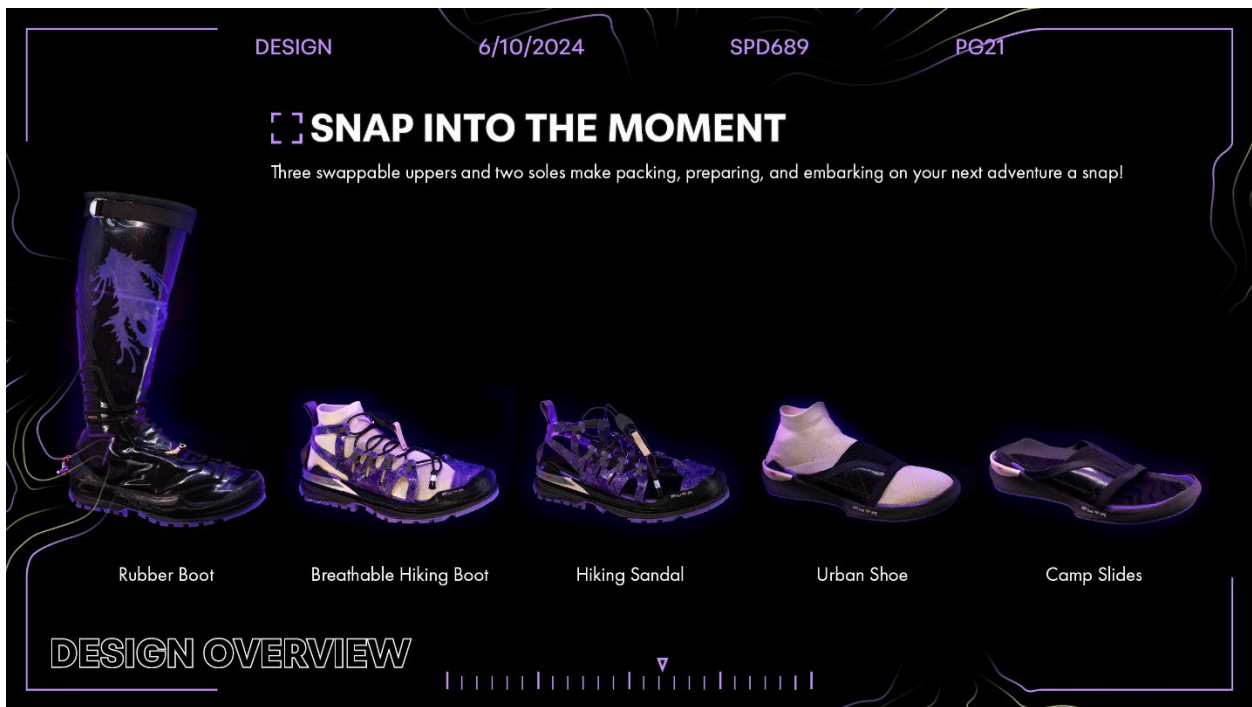 DESIGN 6/10/2024 SPD689 PG21
SNAP INTO THE MOMENT
Three swappable uppers and two soles make packing, preparing, and embarking on your next adventure a snap!
Rubber Boot Breathable Hiking Boot Hiking Sandal Urban Shoe Camp Slides
DESIGN OVERVIEW